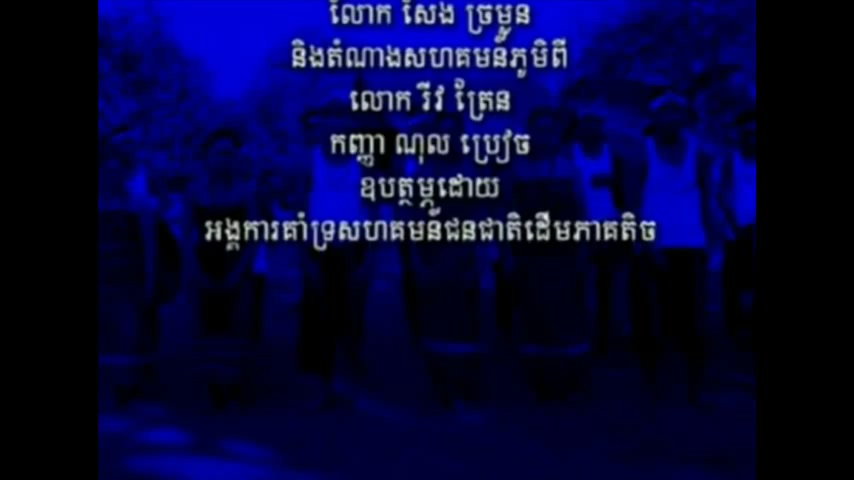 លោក សែង ច្រម្លួន
និងតំណាងសហគមន៍ភូមិពី
លោក រីវ ត្រែន
កញ្ញា ណុល ប្រៀច
ឧបត្ថម្ភដោយ
អង្គការគាំទ្រសហគមន៍ជនជាតិដើមភាគតិច